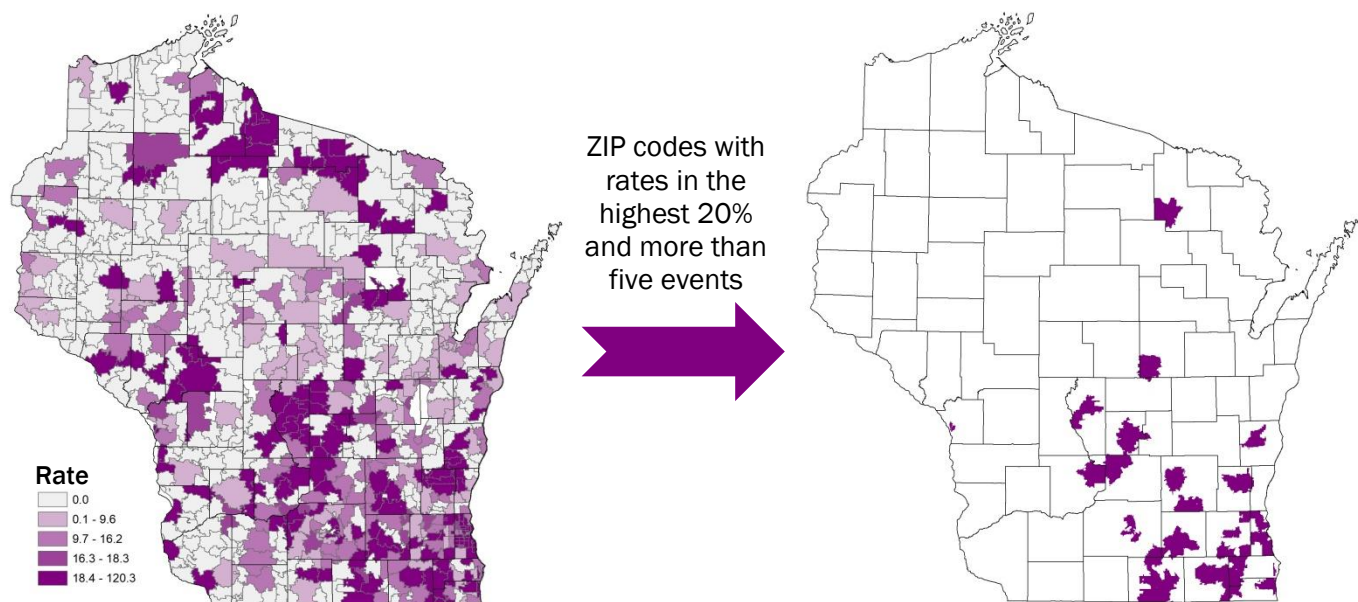 ZIP codes with
rates in the
highest 20%
and more than
five events
Rate
0.0
0.1 - 9.6
9.7 - 16.2
16.3 - 18.3
18.4 - 120.3